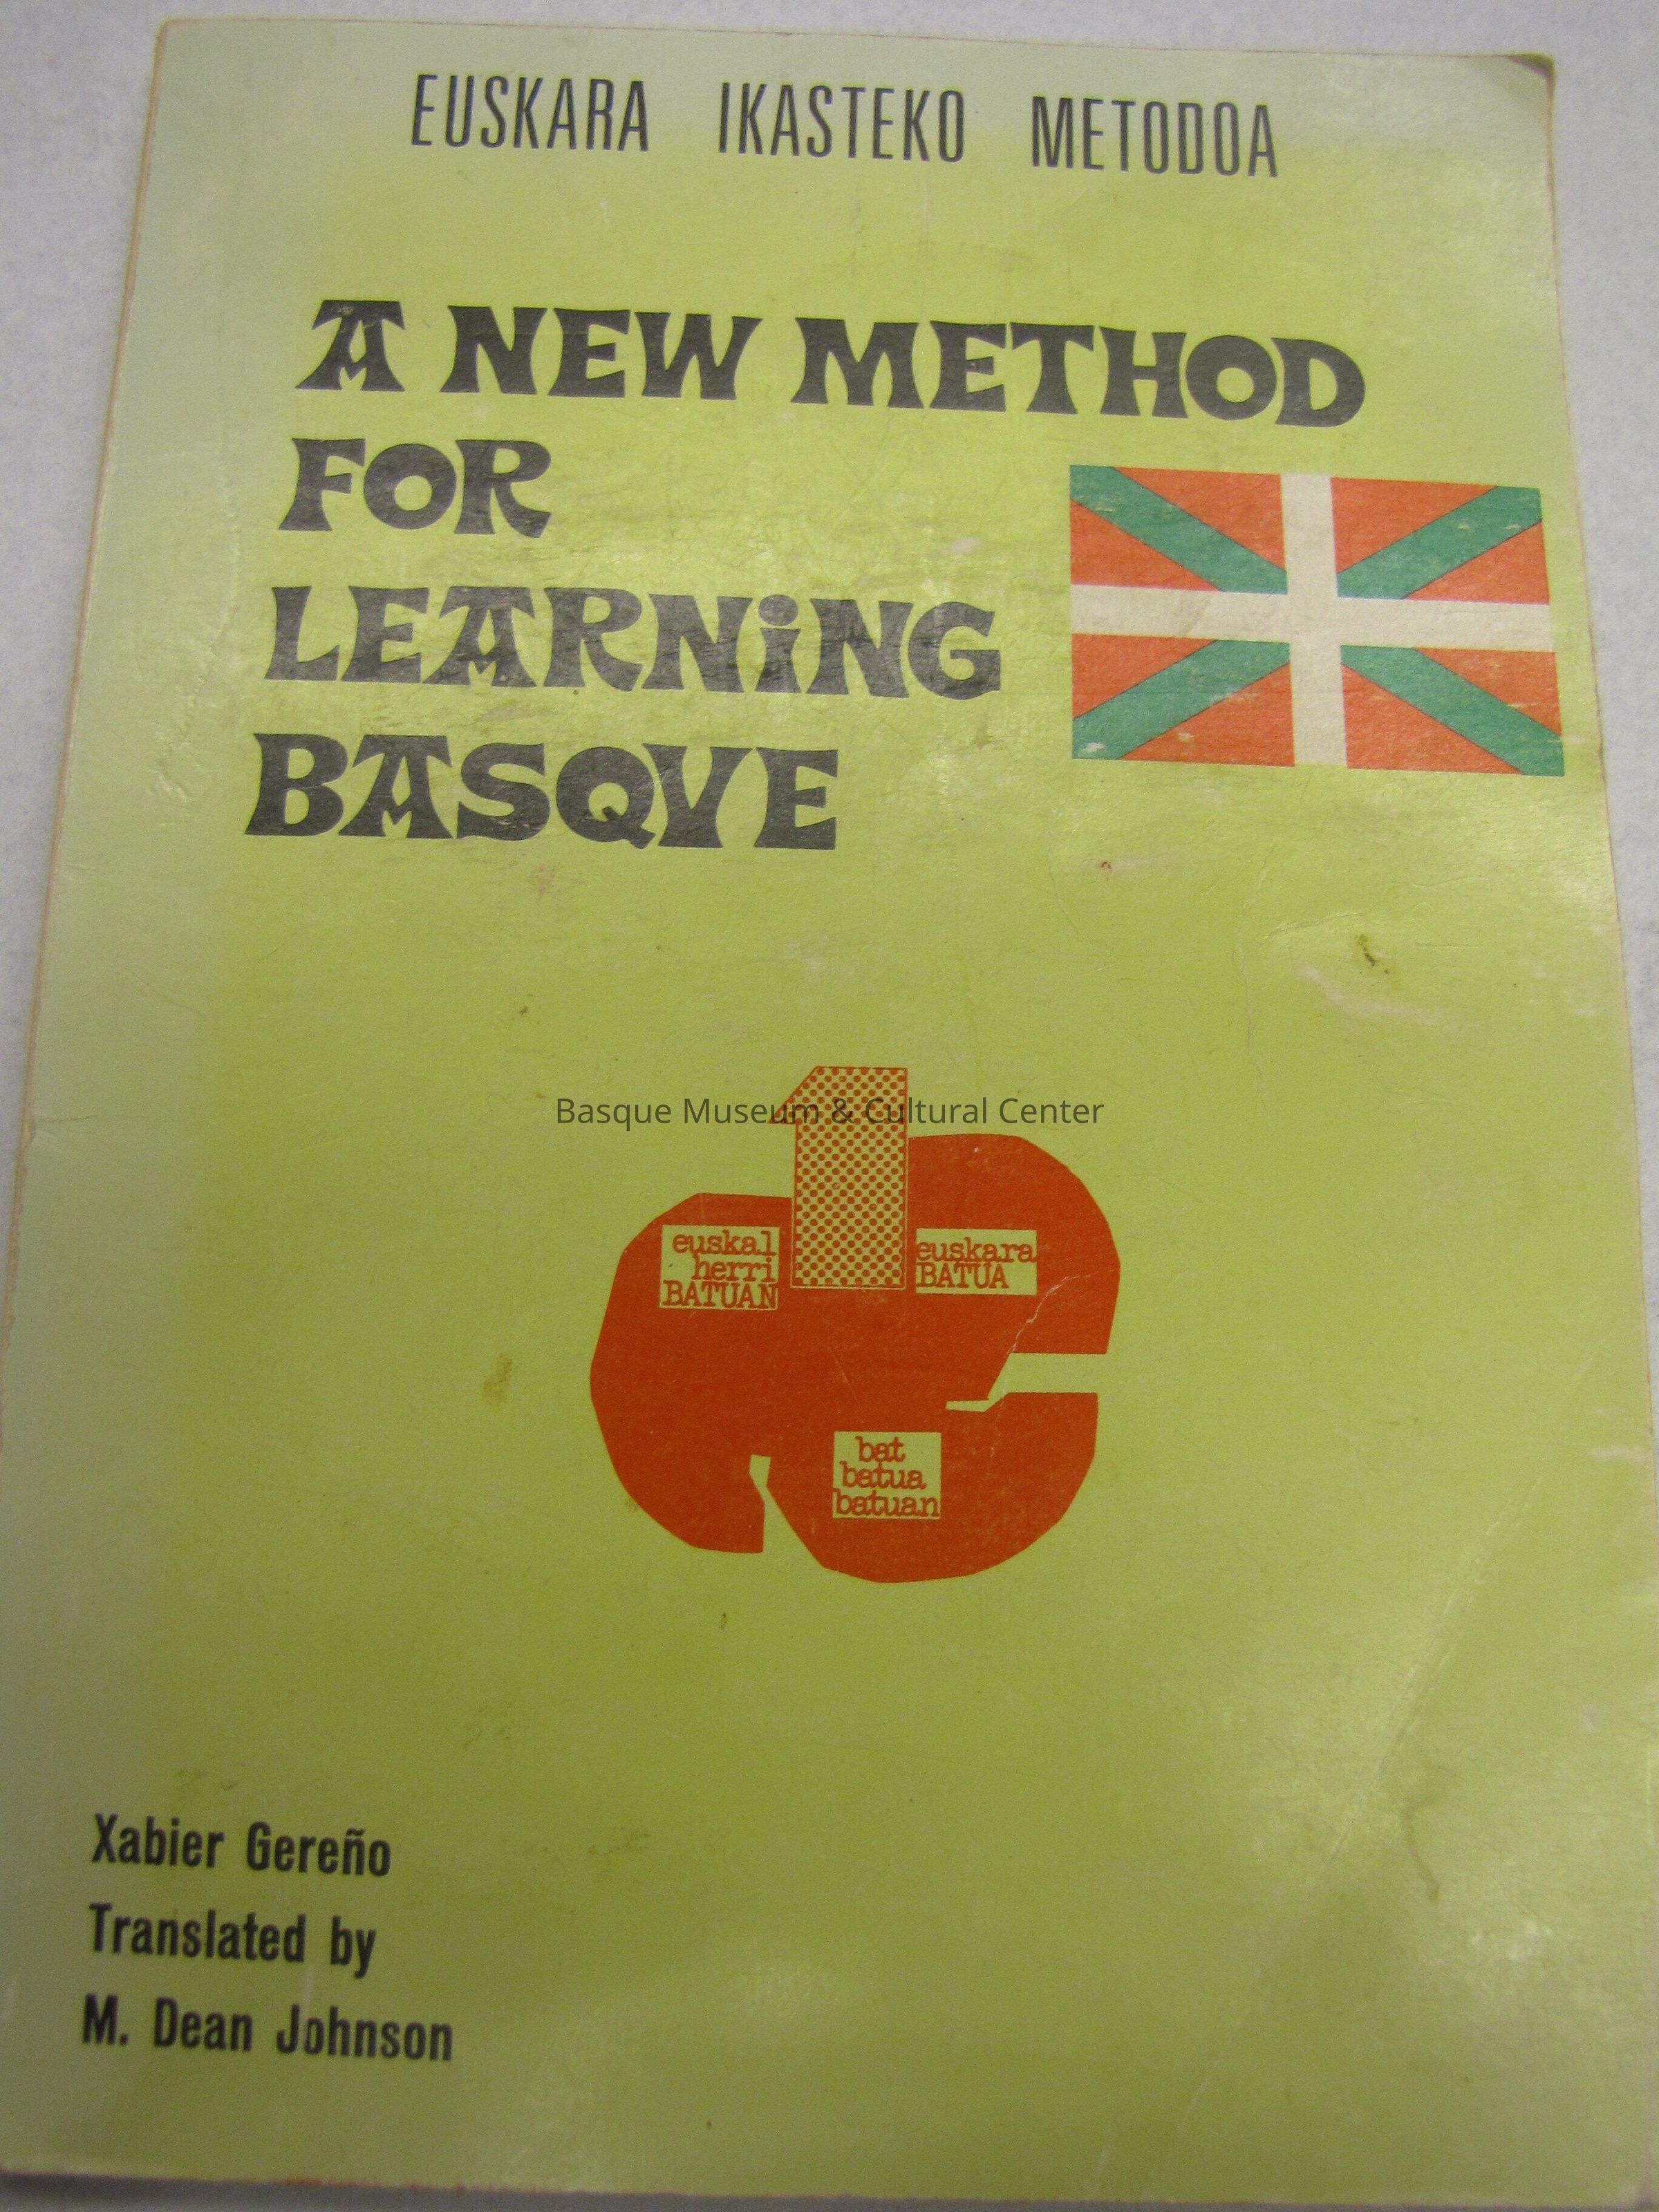 EUSKARA IKASTEKO METODOA
A NEW METHOD
FOR
LEARNiNG
BASQVE
Basque Museum & Cultural Center
1
euskal
herri
BATUAN
euskara
BATUA
bat
batua
batuan
Xabier Gereño
Translated by
M. Dean Johnson